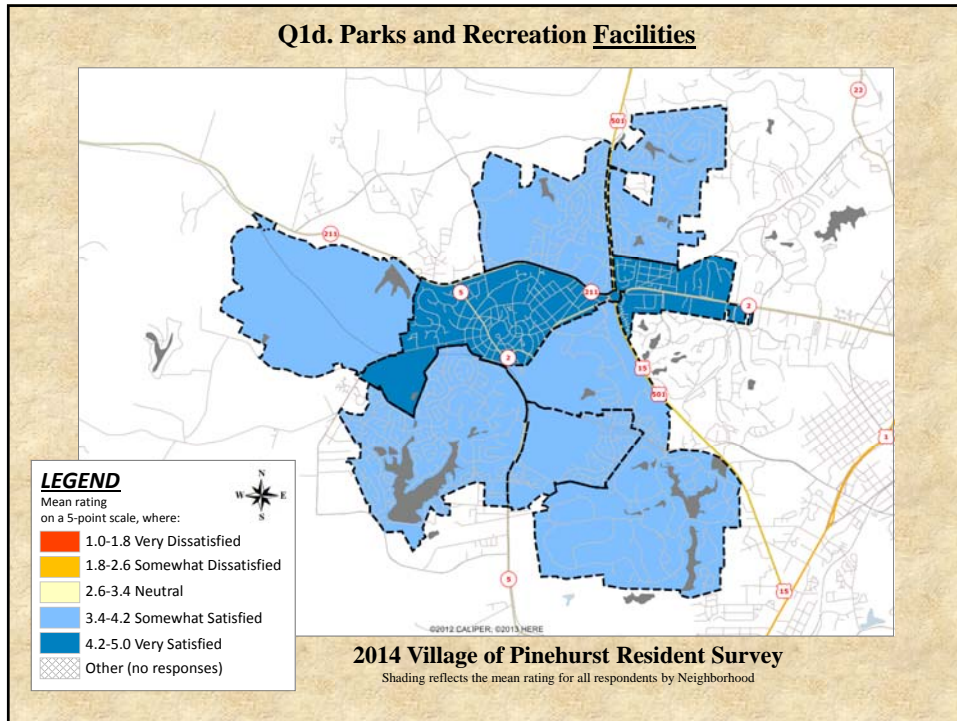 Q1d. Parks and Recreation Facilities
22
501
211
5
211
2
2
15
501
1
5
15
LEGEND
N
W E
S
Mean rating
on a 5-point scale, where:
1.0-1.8 Very Dissatisfied
1.8-2.6 Somewhat Dissatisfied
2.6-3.4 Neutral
3.4-4.2 Somewhat Satisfied
4.2-5.0 Very Satisfied
Other (no responses)
©2012 CALIPER, ©2013 HERE
2014 Village of Pinehurst Resident Survey
Shading reflects the mean rating for all respondents by Neighborhood